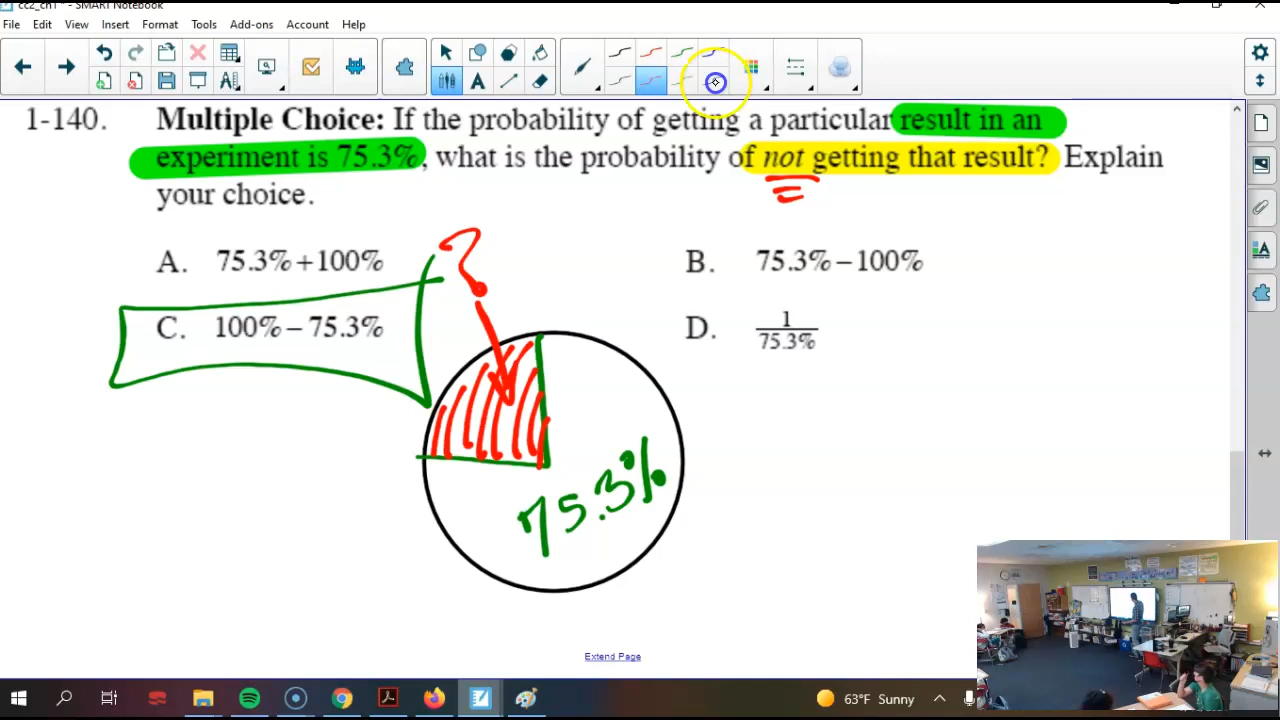 cc2_ch1 * - SMART Notebook
File Edit View Insert Format Tools Add-ons Account Help
1-140. Multiple Choice: If the probability of getting a particular result in an
experiment is 75.3%, what is the probability of not getting that result? Explain
your choice.
A. 75.3% + 100%
B. 75.3% − 100%
?
C. 100% − 75.3%
D. 1/75.3%
75.3%
Extend Page
63°F Sunny